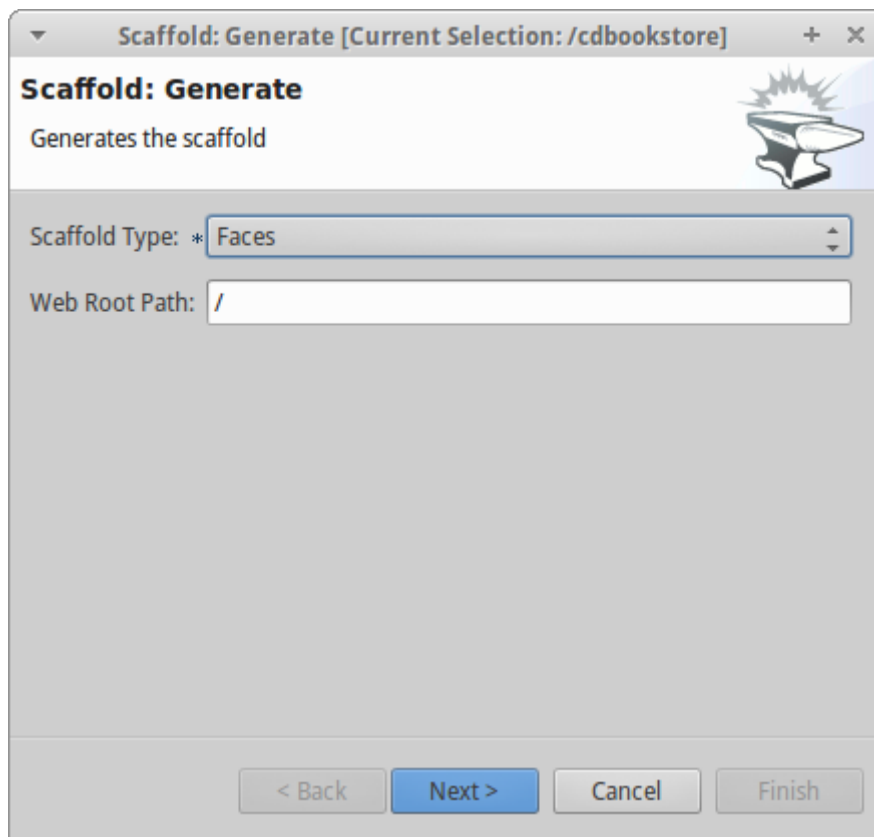 Scaffold: Generate [Current Selection: /cdbookstore]
Scaffold: Generate
Generates the scaffold
Scaffold Type: * Faces
Web Root Path: /
< Back Next > Cancel Finish